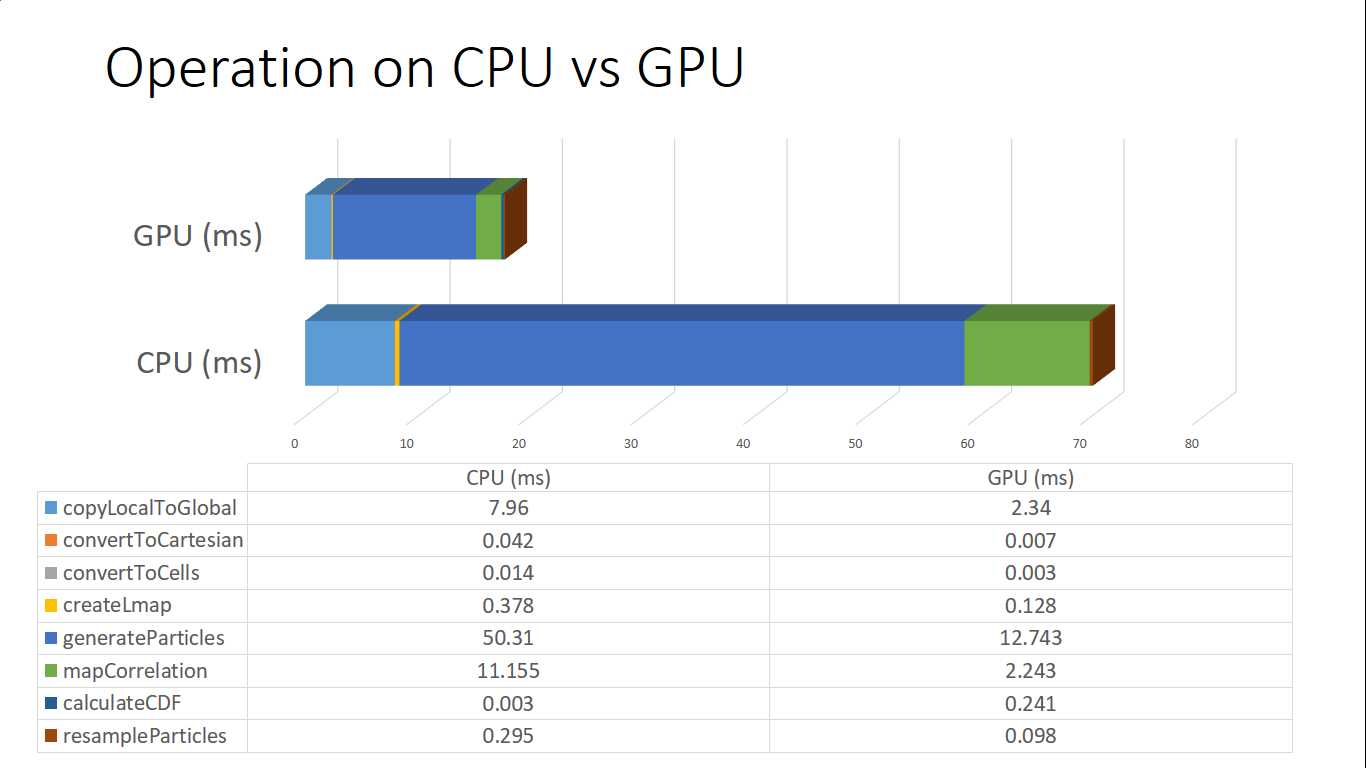 Operation on CPU vs GPU
GPU (ms)
CPU (ms)
0 10 20 30 40 50 60 70 80
CPU (ms) GPU (ms)
copyLocalToGlobal 7.96 2.34
convertToCartesian 0.042 0.007
convertToCells 0.014 0.003
createLmap 0.378 0.128
generateParticles 50.31 12.743
mapCorrelation 11.155 2.243
calculateCDF 0.003 0.241
resampleParticles 0.295 0.098